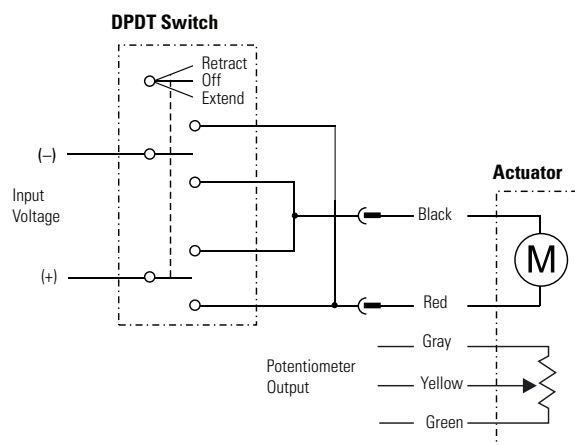 DPDT Switch
Retract
Off
Extend
(–)
Input
Voltage
(+)
Actuator
Black
M
Red
Gray
Potentiometer
Output
Yellow
Green